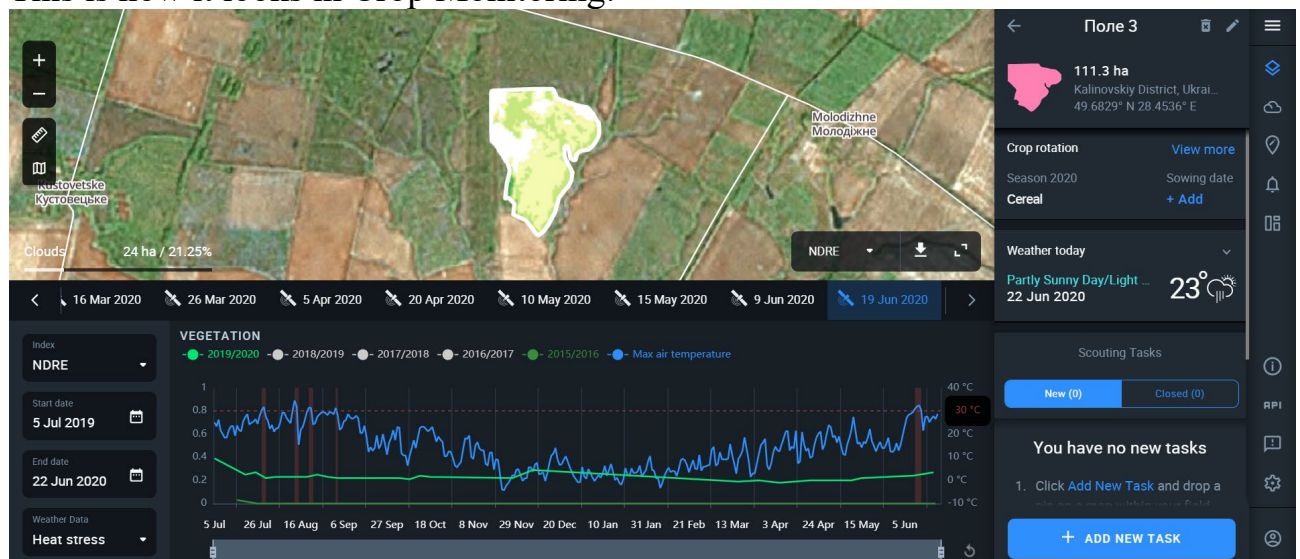 This is how it looks in Crop Monitoring:
Поле 3
111.3 ha
Kalinovskiy District, Ukrai...
49.6829° N 28.4536° E
Crop rotation
View more
Season 2020
Sowing date
Cereal
+ Add
Weather today
Partly Sunny Day/Light ...
22 Jun 2020
23°
Scouting Tasks
New (0)
Closed (0)
You have no new tasks
1. Click Add New Task and drop a
+ ADD NEW TASK
API
+
−
Molodizhne
Молодіжне
Kustovetske
Кустовецьке
Clouds
24 ha / 21.25%
NDRE
16 Mar 2020
26 Mar 2020
5 Apr 2020
20 Apr 2020
10 May 2020
15 May 2020
9 Jun 2020
19 Jun 2020
Index
NDRE
Start date
5 Jul 2019
End date
22 Jun 2020
Weather Data
Heat stress
VEGETATION
2019/2020
2018/2019
2017/2018
2016/2017
2015/2016
Max air temperature
1
0.8
0.6
0.4
0.2
0
40 °C
30 °C
20 °C
10 °C
0 °C
-10 °C
5 Jul 26 Jul 16 Aug 6 Sep 27 Sep 18 Oct 8 Nov 29 Nov 20 Dec 10 Jan 31 Jan 21 Feb 13 Mar 3 Apr 24 Apr 15 May 5 Jun